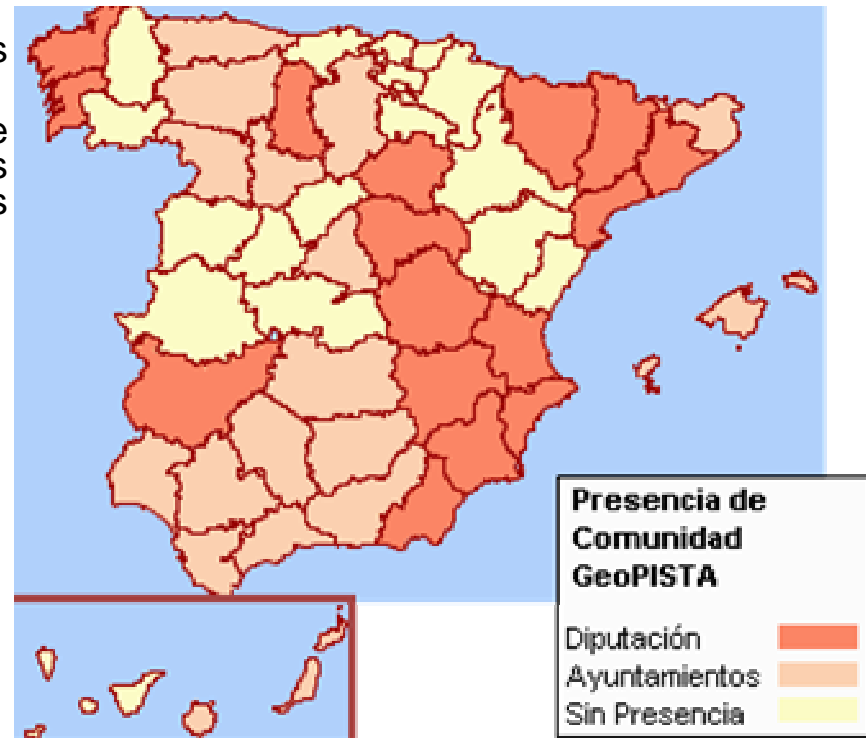 s
e
s
s
Presencia de
Comunidad
GeoPISTA
Diputación
Ayuntamientos
Sin Presencia